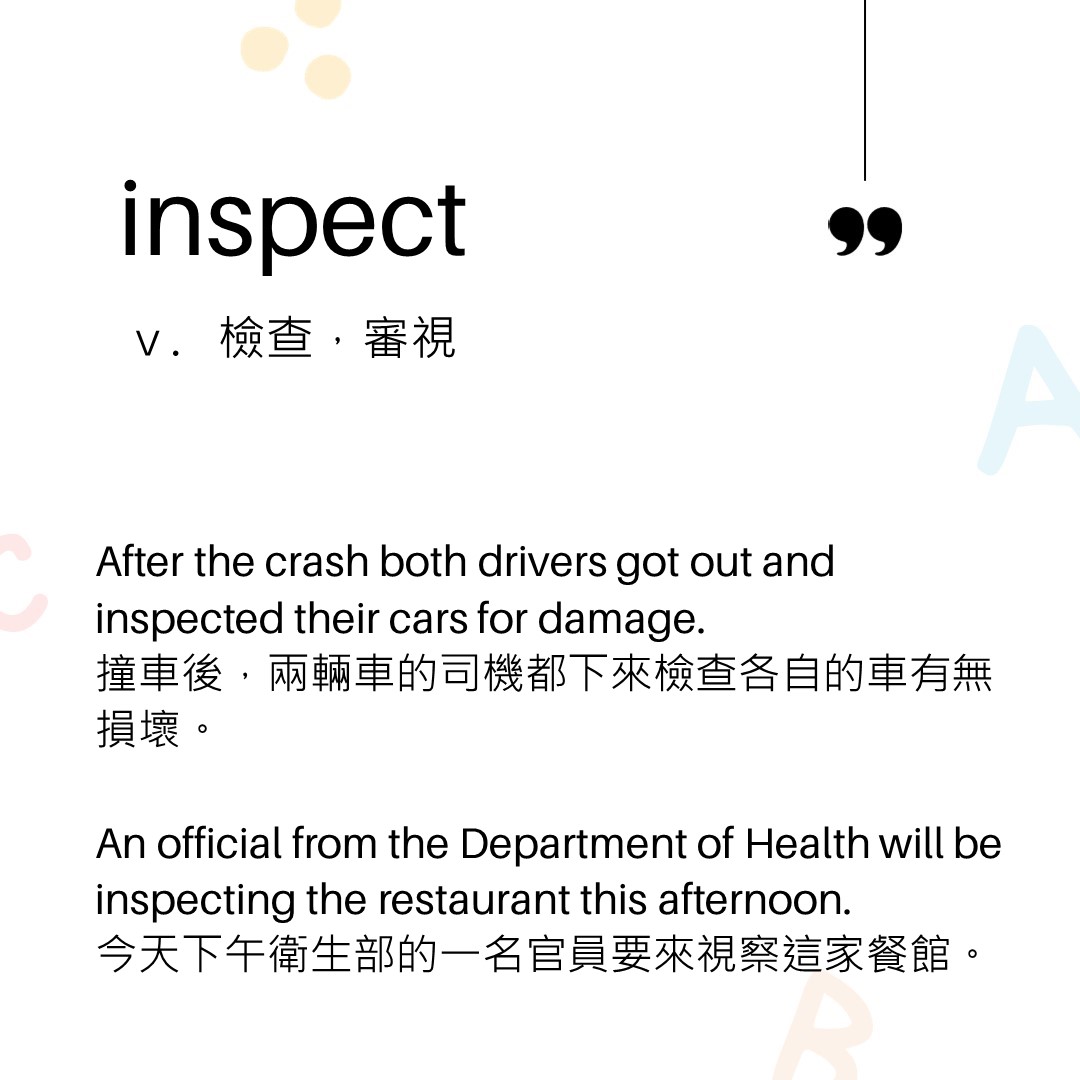 inspect
”
v. 檢查，審視
After the crash both drivers got out and
inspected their cars for damage.
撞車後，兩輛車的司機都下來檢查各自的車有無
損壞。
An official from the Department of Health will be
inspecting the restaurant this afternoon.
今天下午衛生部的一名官員要來視察這家餐館。
A
C
B